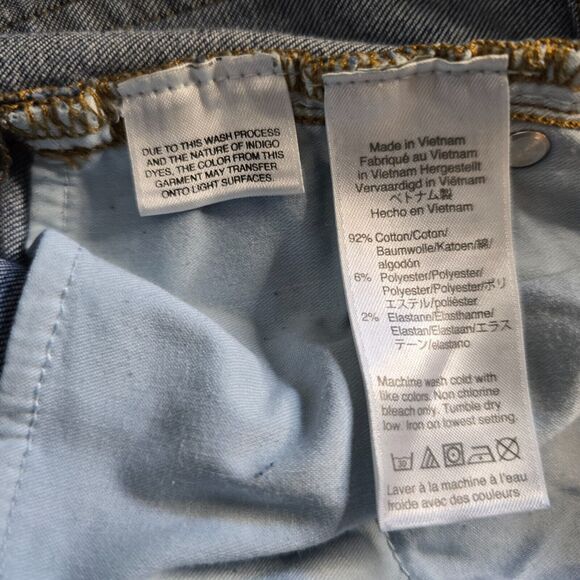 DUE TO THIS WASH PROCESS
AND THE NATURE OF INDIGO
DYES, THE COLOR FROM THIS
GARMENT MAY TRANSFER
ONTO LIGHT SURFACES.
Made in Vietnam
Fabriqué au Vietnam
in Vietnam Hergestellt
Vervaardigd in Viëtnam
ベトナム製
Hecho en Vietnam
92% Cotton/Coton/
Baumwolle/Katoen/綿/
algodón
6% Polyester/Polyester/
Polyester/Polyester/ポリ
エステル/poliéster
2% Elastane/Élasthanne/
Elastan/Elastaan/エラス
テーン/elastano
Machine wash cold with
like colors. Non chlorine
bleach only. Tumble dry
low. Iron on lowest setting.
30
Laver à la machine à l'eau
froide avec des couleurs